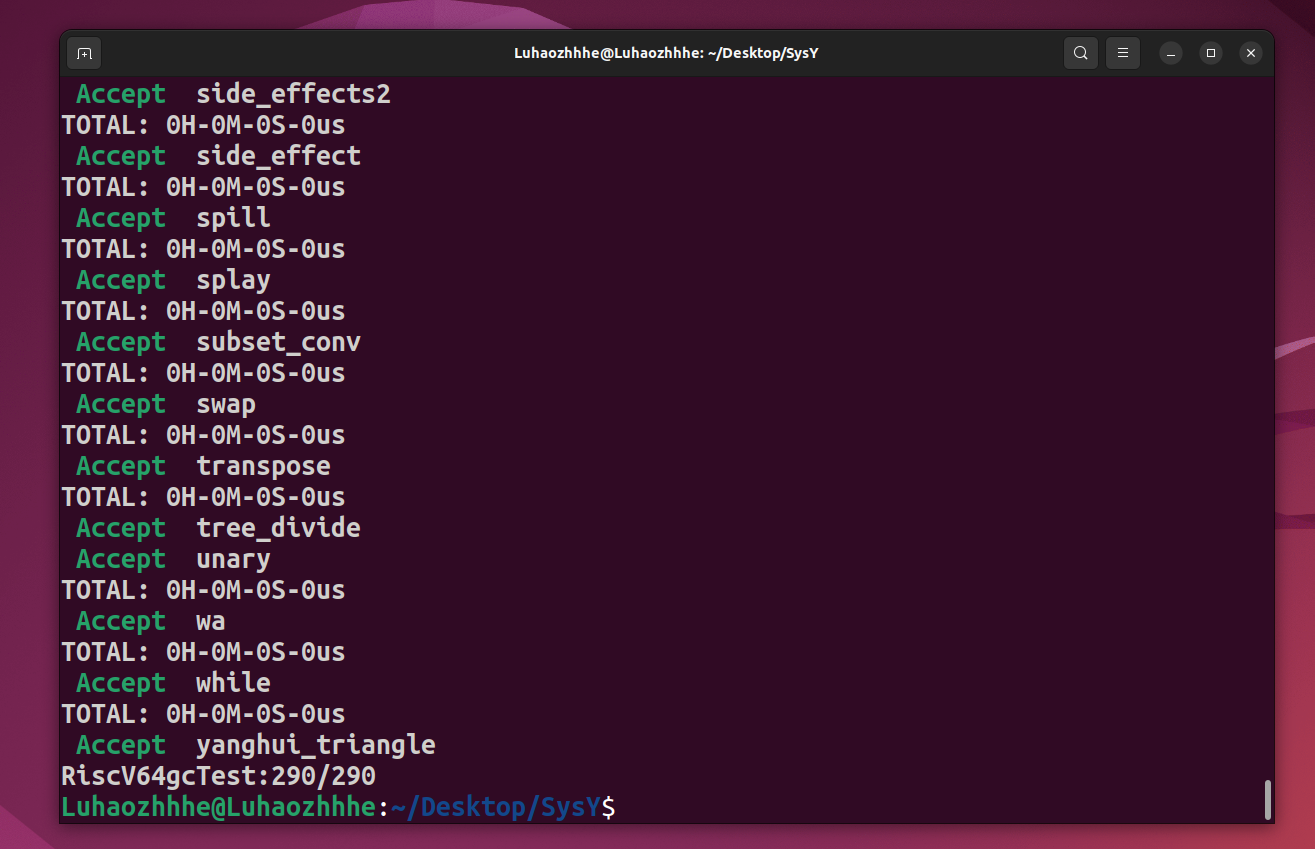 Luhaozhhhe@Luhaozhhhe: ~/Desktop/SysY
Accept  side_effects2
TOTAL: 0H-0M-0S-0us
Accept  side_effect
TOTAL: 0H-0M-0S-0us
Accept  spill
TOTAL: 0H-0M-0S-0us
Accept  splay
TOTAL: 0H-0M-0S-0us
Accept  subset_conv
TOTAL: 0H-0M-0S-0us
Accept  swap
TOTAL: 0H-0M-0S-0us
Accept  transpose
TOTAL: 0H-0M-0S-0us
Accept  tree_divide
Accept  unary
TOTAL: 0H-0M-0S-0us
Accept  wa
TOTAL: 0H-0M-0S-0us
Accept  while
TOTAL: 0H-0M-0S-0us
Accept  yanghui_triangle
RiscV64gcTest:290/290
Luhaozhhhe@Luhaozhhhe:~/Desktop/SysY$